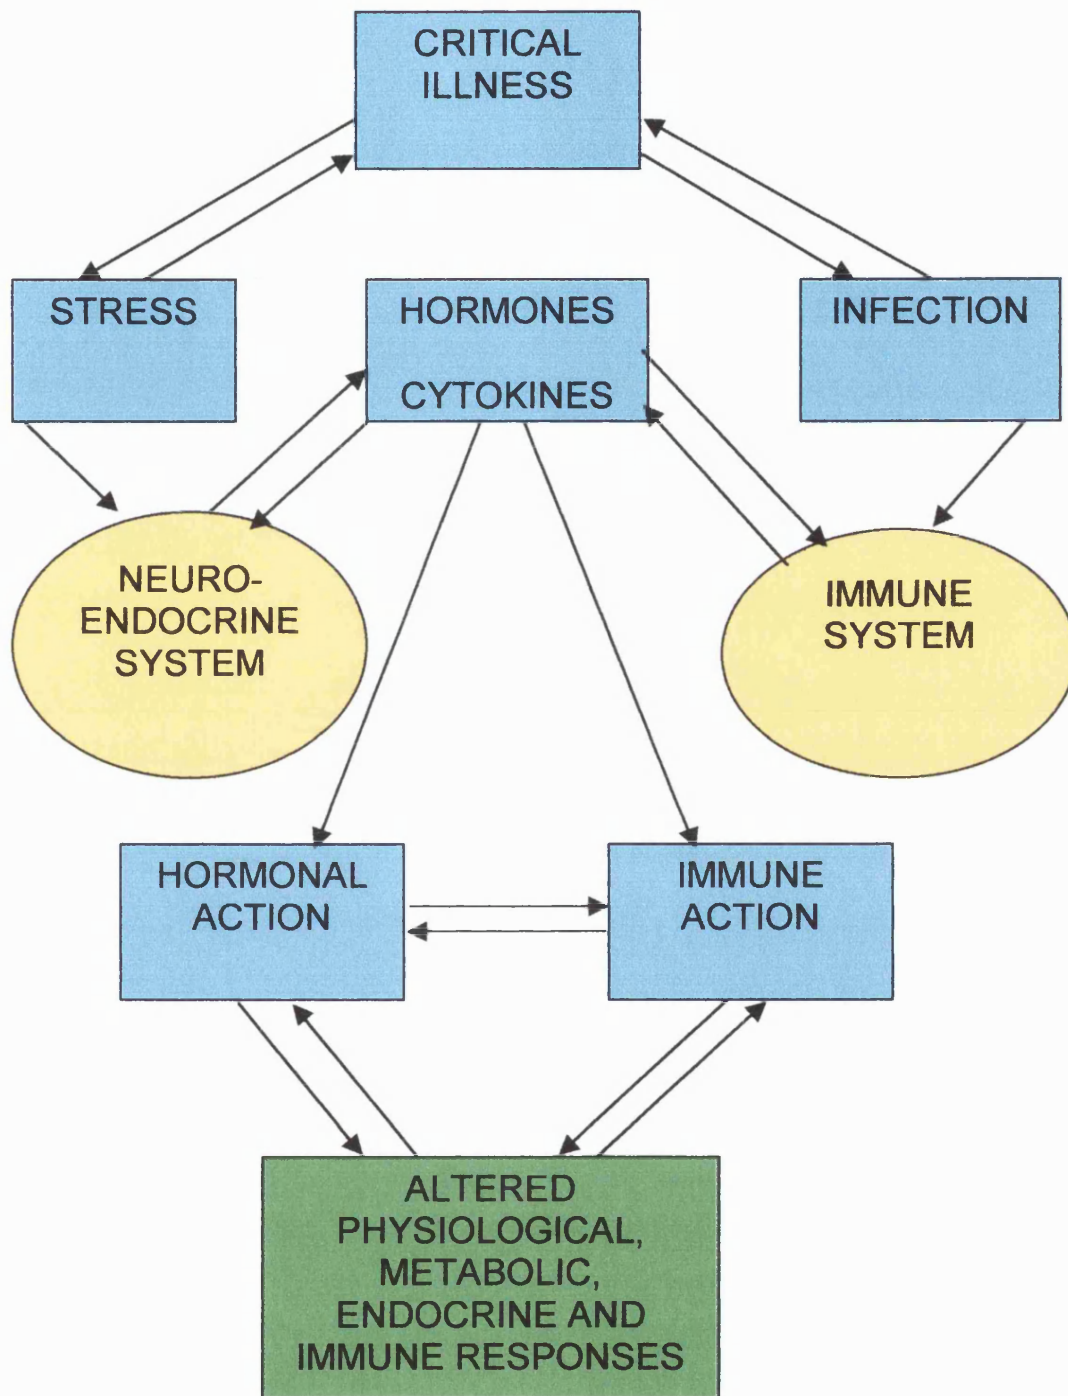 CRITICAL
ILLNESS
STRESS
HORMONES
CYTOKINES
INFECTION
NEURO-
ENDOCRINE
SYSTEM
IMMUNE
SYSTEM
HORMONAL
ACTION
IMMUNE
ACTION
ALTERED
PHYSIOLOGICAL,
METABOLIC,
ENDOCRINE AND
IMMUNE RESPONSES